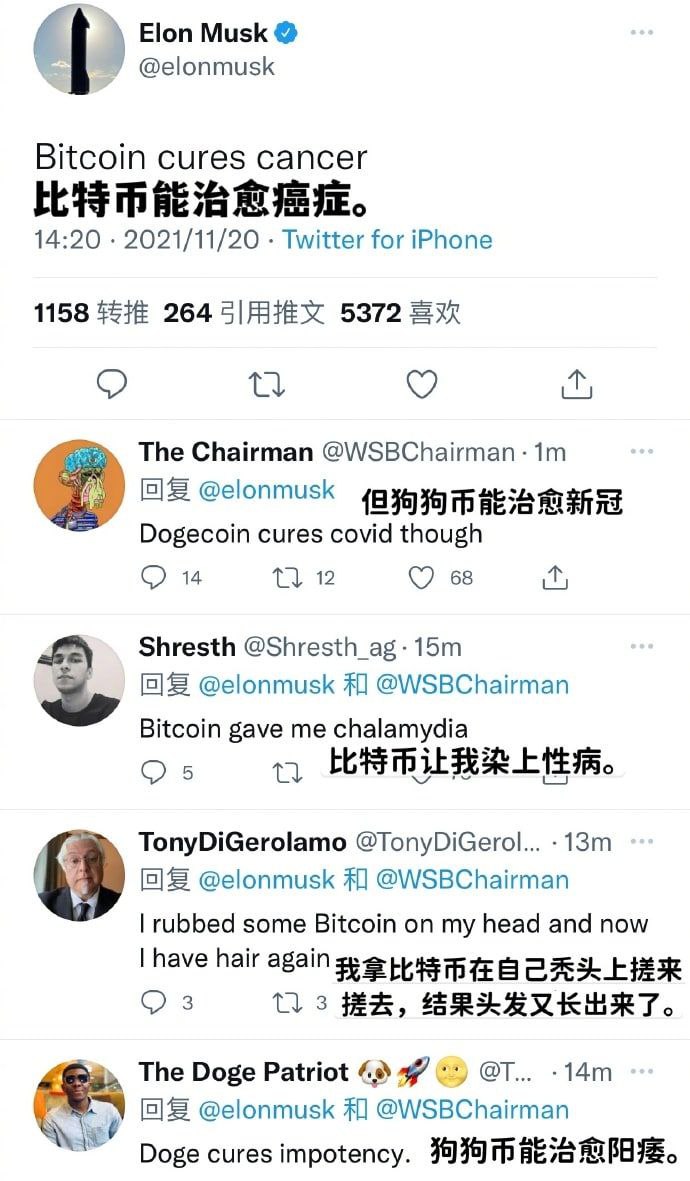 Elon Musk
@elonmusk
Bitcoin cures cancer
比特币能治愈癌症。
14:20 · 2021/11/20 · Twitter for iPhone
1158 转推 264 引用推文 5372 喜欢
The Chairman @WSBChairman · 1m
回复 @elonmusk 但狗狗币能治愈新冠
Dogecoin cures covid though
14 12 68
Shresth @Shresth_ag · 15m
回复 @elonmusk 和 @WSBChairman
Bitcoin gave me chalamydia
5 比特币让我染上性病。
TonyDiGerolamo @TonyDiGerol... · 13m
回复 @elonmusk 和 @WSBChairman
I rubbed some Bitcoin on my head and now
I have hair again 我拿比特币在自己秃头上搓来
3 3 搓去，结果头发又长出来了。
The Doge Patriot 🐶🚀🌝 @T... · 14m
回复 @elonmusk 和 @WSBChairman
Doge cures impotency. 狗狗币能治愈阳痿。